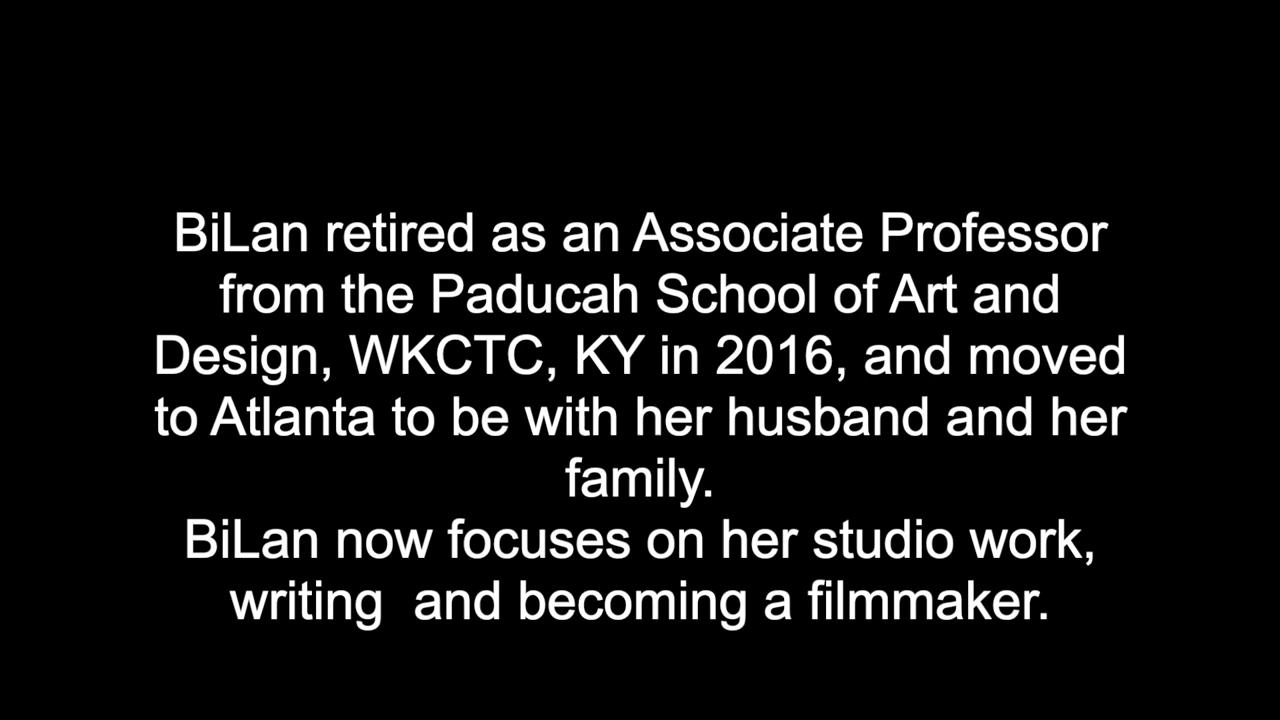 BiLan retired as an Associate Professor
from the Paducah School of Art and
Design, WKCTC, KY in 2016, and moved
to Atlanta to be with her husband and her
family.
BiLan now focuses on her studio work,
writing  and becoming a filmmaker.